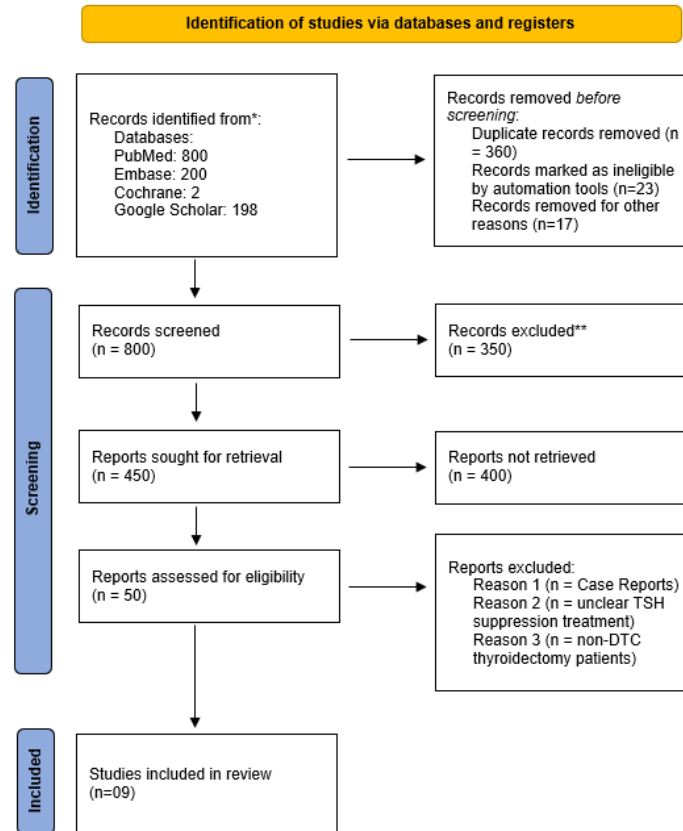 Identification of studies via databases and registers
Identification
Records identified from*:
Databases:
PubMed: 800
Embase: 200
Cochrane: 2
Google Scholar: 198
Records removed before
screening:
Duplicate records removed (n
= 360)
Records marked as ineligible
by automation tools (n=23)
Records removed for other
reasons (n=17)
Screening
Records screened
(n = 800)
Records excluded**
(n = 350)
Reports sought for retrieval
(n = 450)
Reports not retrieved
(n = 400)
Reports assessed for eligibility
(n = 50)
Reports excluded:
Reason 1 (n = Case Reports)
Reason 2 (n = unclear TSH
suppression treatment)
Reason 3 (n = non-DTC
thyroidectomy patients)
Included
Studies included in review
(n=09)